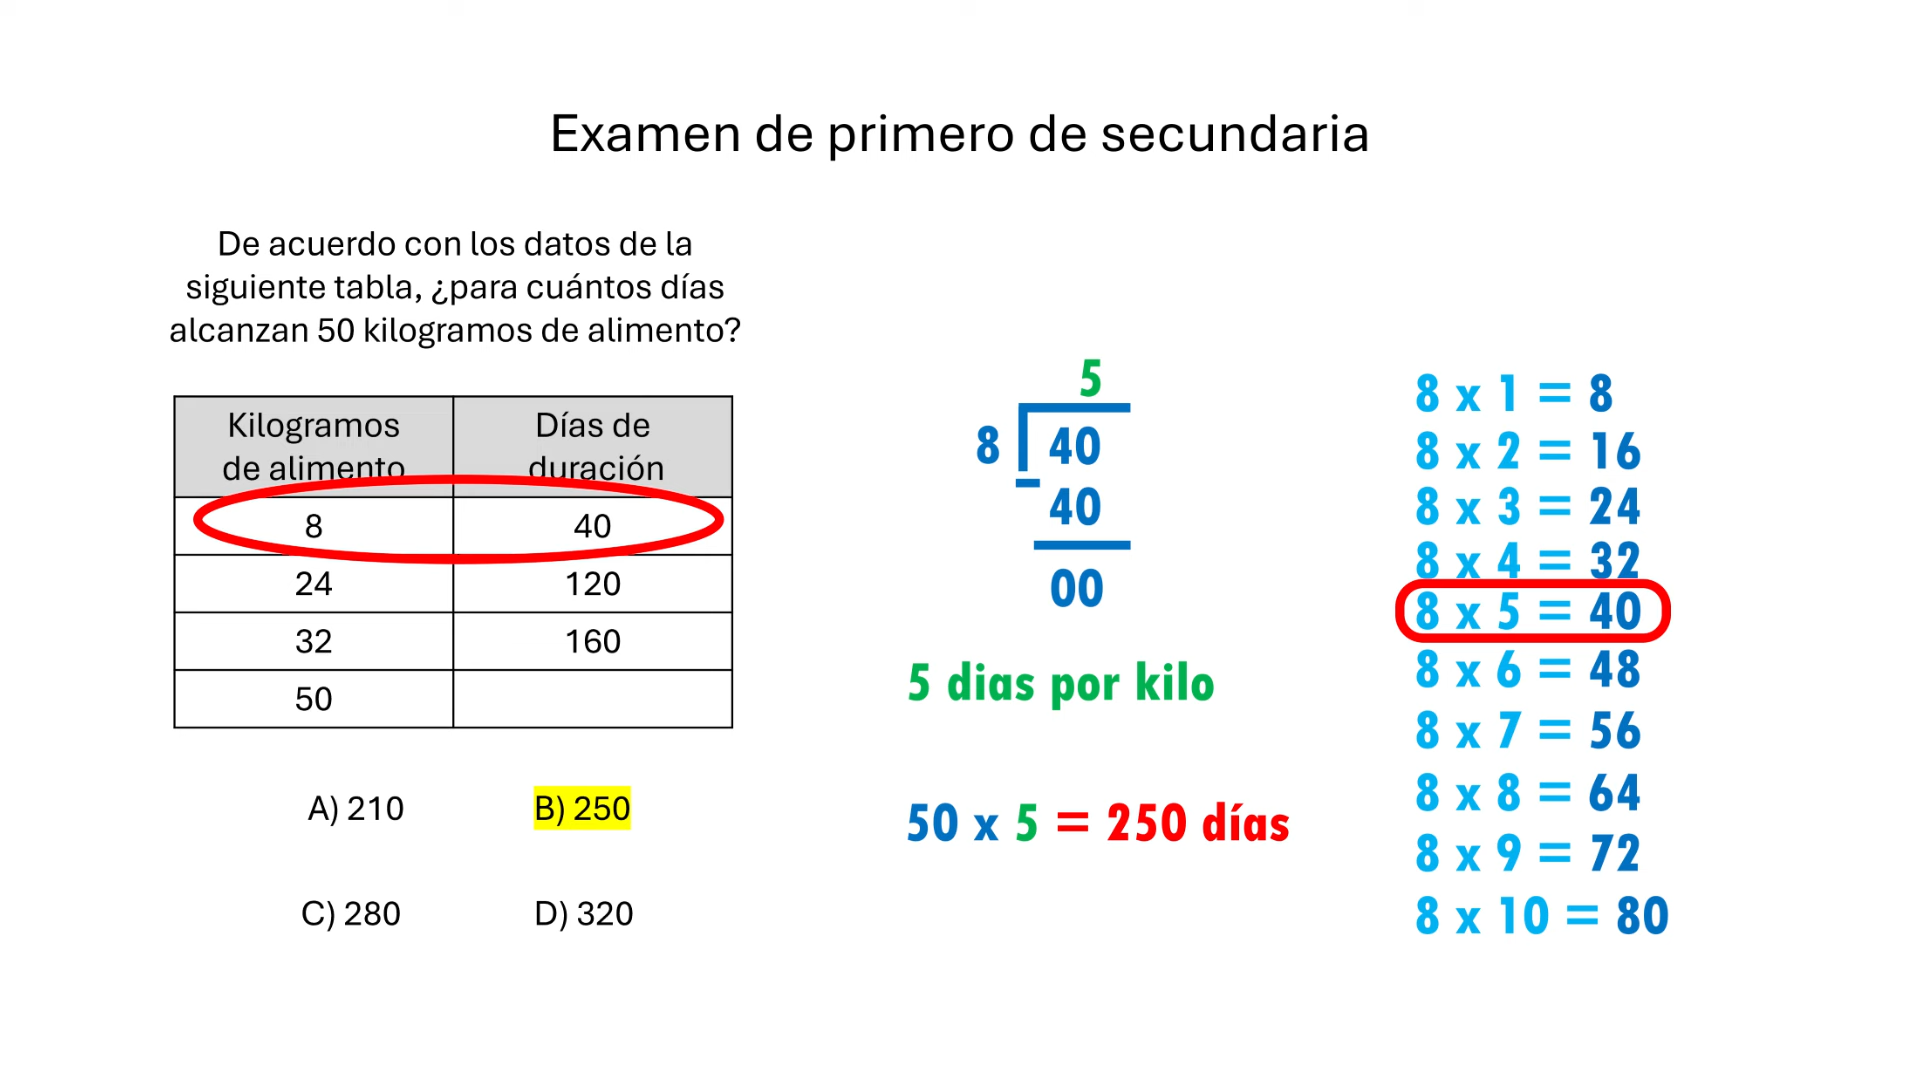 Examen de primero de secundaria
De acuerdo con los datos de la
siguiente tabla, ¿para cuántos días
alcanzan 50 kilogramos de alimento?
Kilogramos
de alimento
Días de
duración
8 40
24 120
32 160
50
A) 210 B) 250
C) 280 D) 320
5
8 40
40
00
5 dias por kilo
50 x 5 = 250 días
8 x 1 = 8
8 x 2 = 16
8 x 3 = 24
8 x 4 = 32
8 x 5 = 40
8 x 6 = 48
8 x 7 = 56
8 x 8 = 64
8 x 9 = 72
8 x 10 = 80